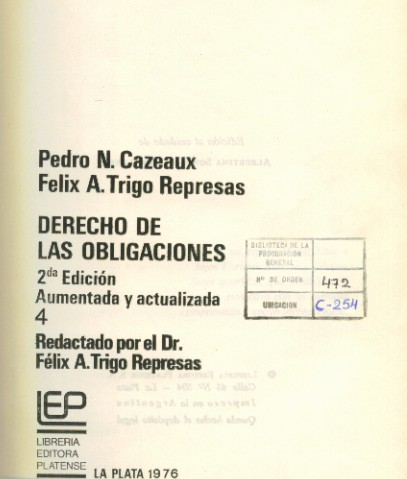 Pedro N. Cazeaux
Felix A. Trigo Represas
DERECHO DE
LAS OBLIGACIONES
2da Edición
Aumentada y actualizada
4
Redactado por el Dr.
Félix A. Trigo Represas
BIBLIOTECA DE LA
PROCURACION
GENERAL
Nº DE ORDEN 472
UBICACION C-254
LEP
LIBRERIA
EDITORA
PLATENSE
LA PLATA 1976